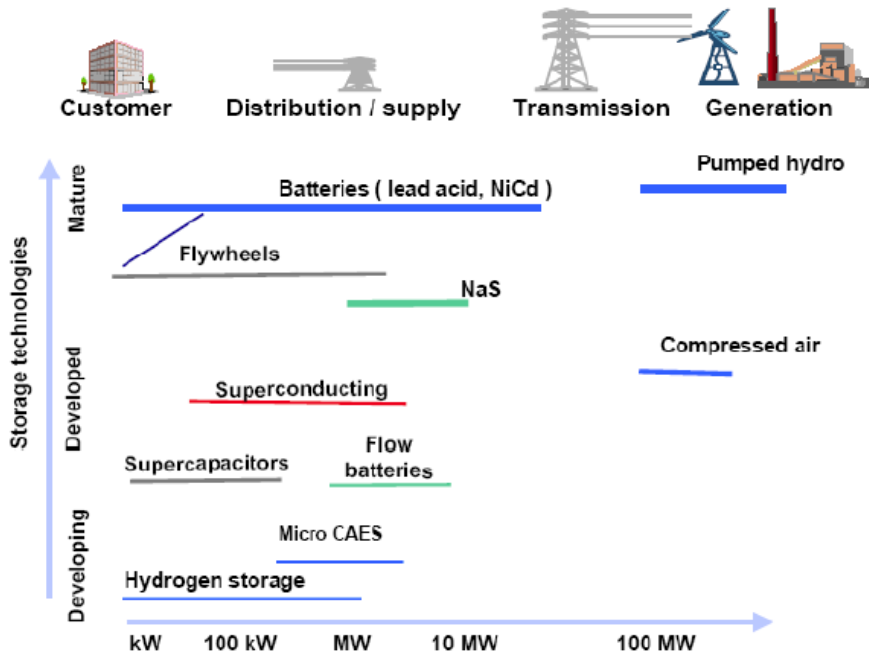 Customer
Distribution / supply
Transmission
Generation
Storage technologies
Mature
Developed
Developing
Batteries ( lead acid, NiCd )
Pumped hydro
Flywheels
NaS
Compressed air
Superconducting
Supercapacitors
Flow
batteries
Micro CAES
Hydrogen storage
kW
100 kW
MW
10 MW
100 MW